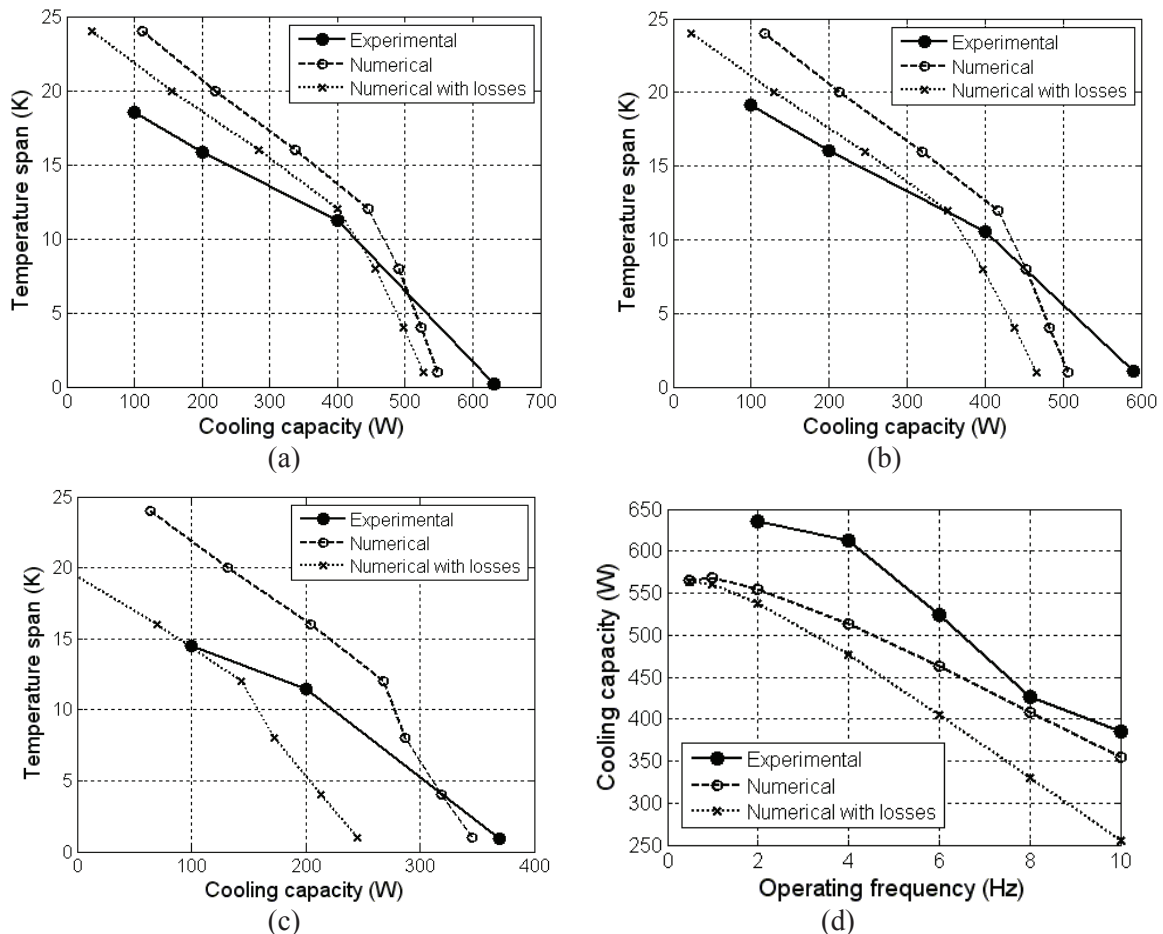 25
20
15
10
5
0
Temperature span (K)
Experimental
Numerical
Numerical with losses
0 100 200 300 400 500 600 700
Cooling capacity (W)
(a)
25
20
15
10
5
0
Temperature span (K)
Experimental
Numerical
Numerical with losses
0 100 200 300 400 500 600
Cooling capacity (W)
(b)
25
20
15
10
5
0
Temperature span (K)
Experimental
Numerical
Numerical with losses
0 100 200 300 400
Cooling capacity (W)
(c)
650
600
550
500
450
400
350
300
250
Cooling capacity (W)
Experimental
Numerical
Numerical with losses
0 2 4 6 8 10
Operating frequency (Hz)
(d)